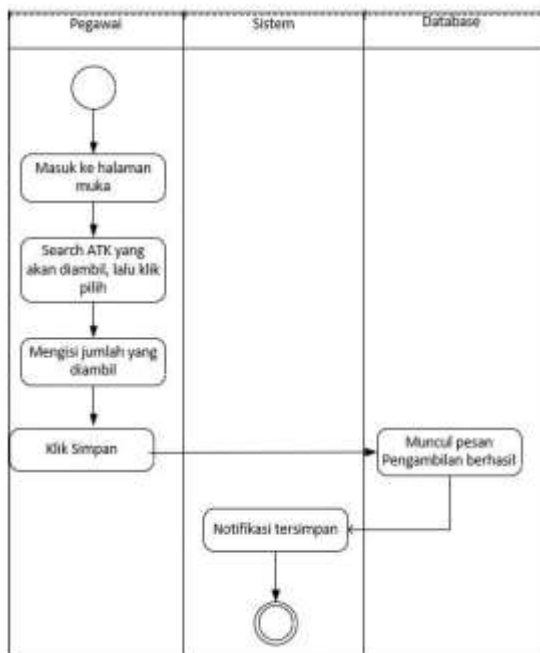 Pegawai
Sistem
Database
Masuk ke halaman
muka
Search ATK yang
akan diambil, lalu klik
pilih
Mengisi jumlah yang
diambil
Klik Simpan
Muncul pesan
Pengambilan berhasil
Notifikasi tersimpan